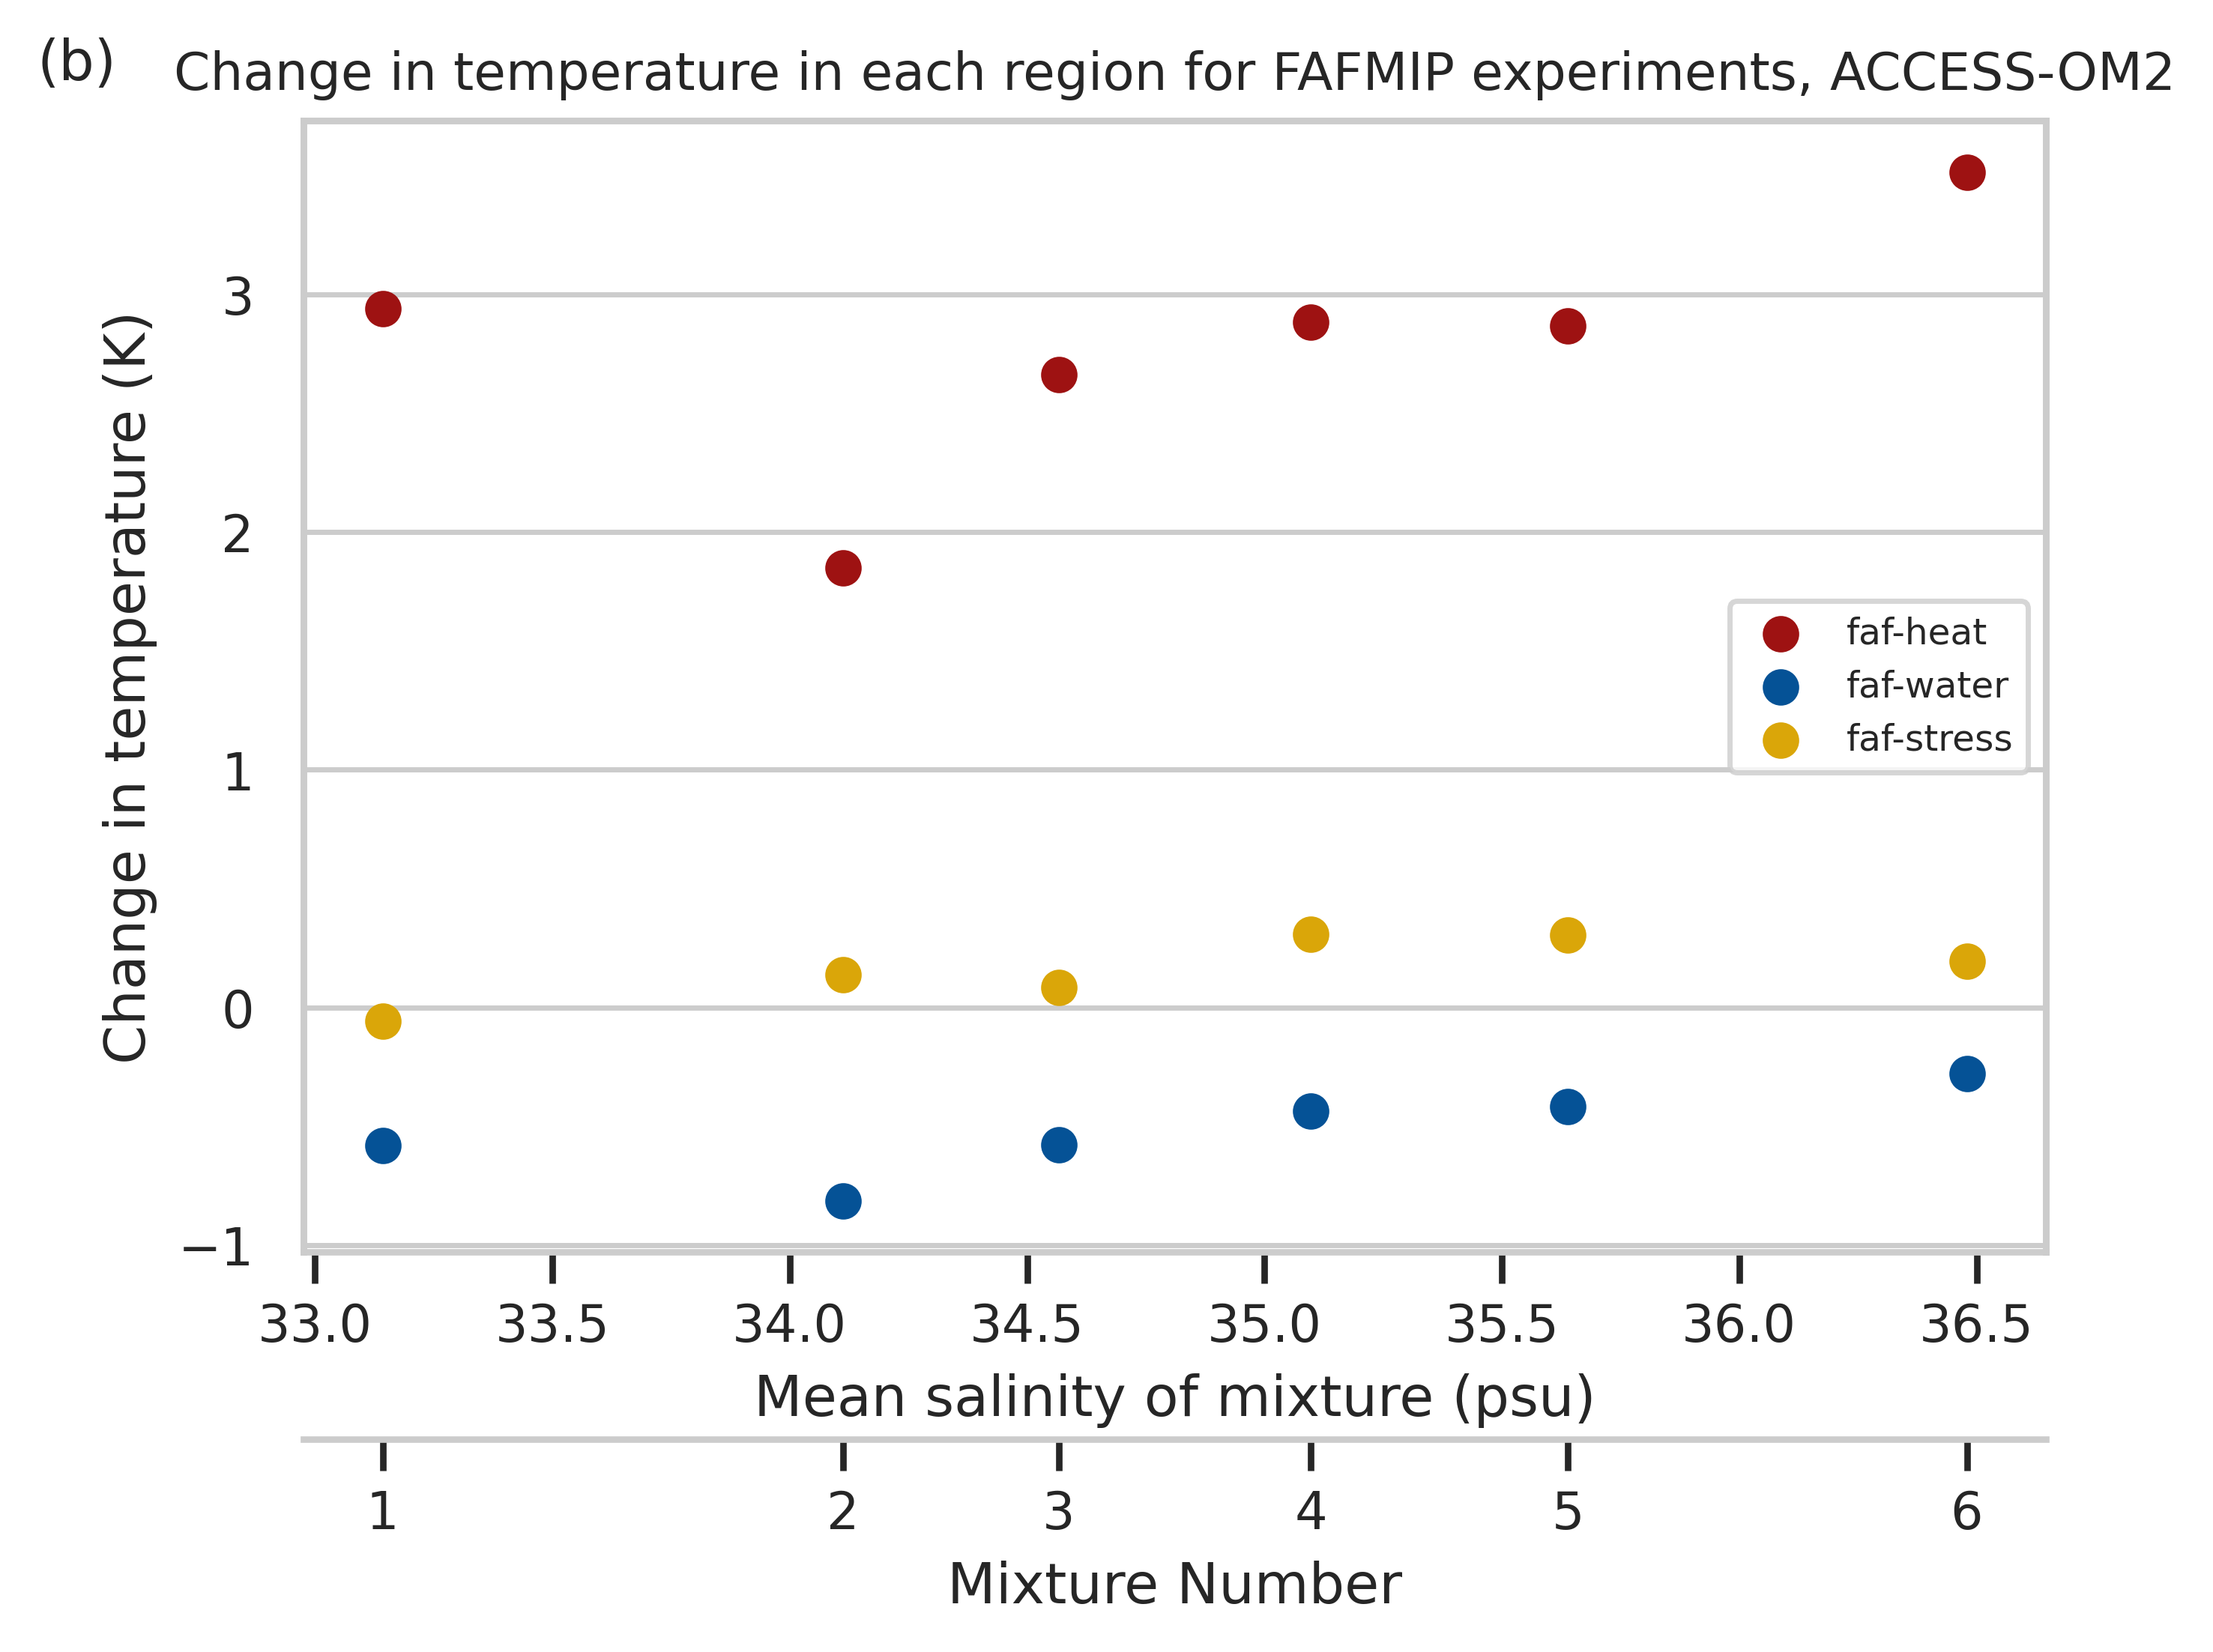 (b)
Change in temperature in each region for FAFMIP experiments, ACCESS-OM2
Change in temperature (K)
3
2
1
0
−1
faf-heat
faf-water
faf-stress
33.0 33.5 34.0 34.5 35.0 35.5 36.0 36.5
Mean salinity of mixture (psu)
1 2 3 4 5 6
Mixture Number